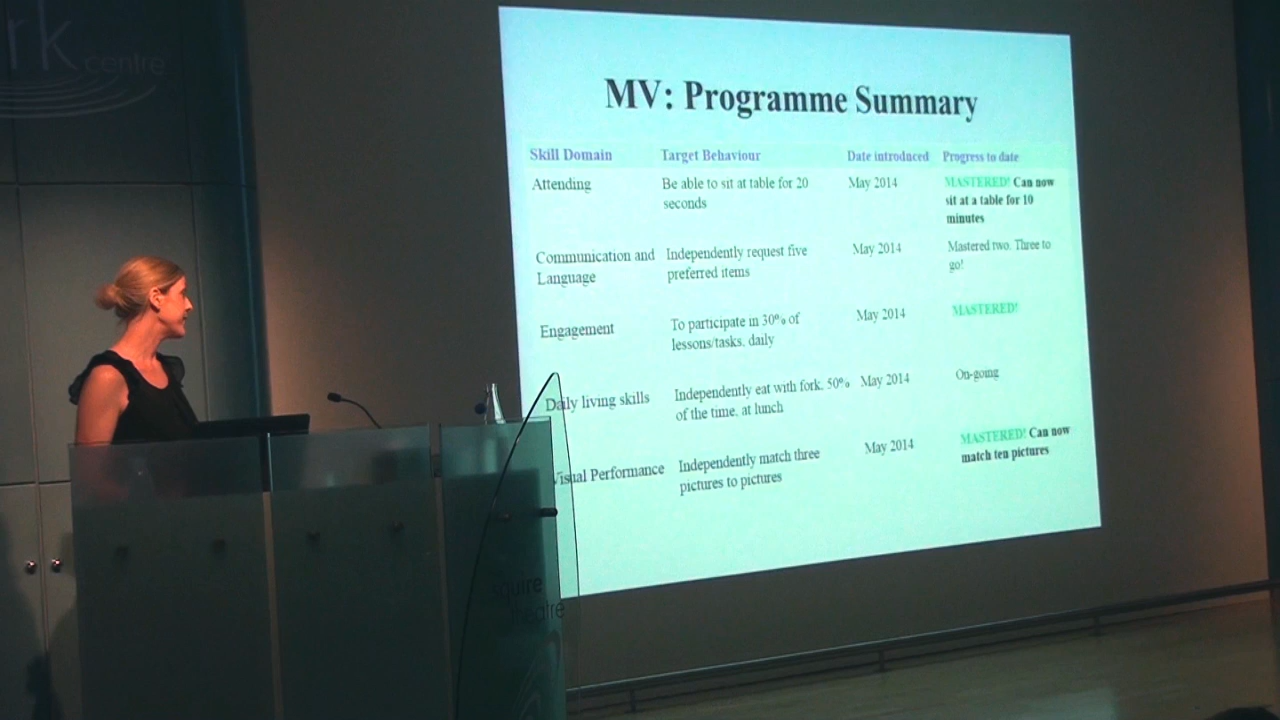 rk
centre
MV: Programme Summary
Skill Domain Target Behaviour Date introduced Progress to date
Attending Be able to sit at table for 20 seconds May 2014 MASTERED! Can now sit at a table for 10 minutes
Communication and Language Independently request five preferred items May 2014 Mastered two. Three to go!
Engagement To participate in 30% of lessons/tasks, daily May 2014 MASTERED!
Daily living skills Independently eat with fork, 50% of the time, at lunch May 2014 On-going
Visual Performance Independently match three pictures to pictures May 2014 MASTERED! Can now match ten pictures
squire
theatre